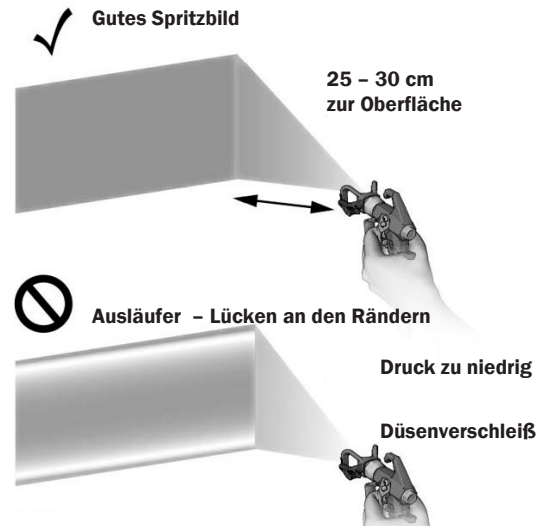 Gutes Spritzbild
25 – 30 cm
zur Oberfläche
Ausläufer – Lücken an den Rändern
Druck zu niedrig
Düsenverschleiß